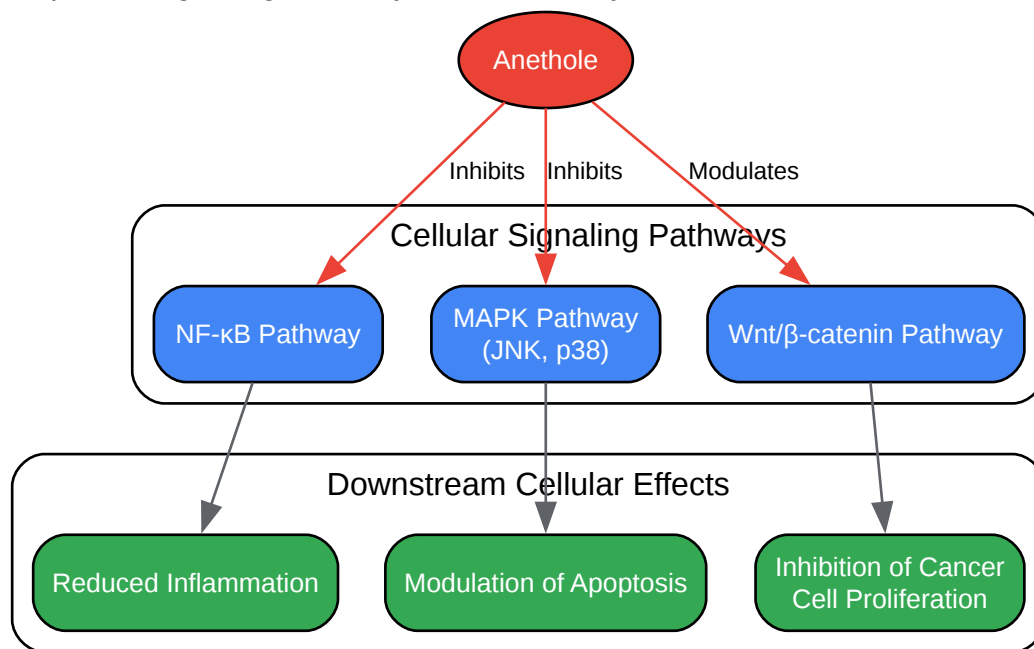 Anethole
Inhibits Inhibits Modulates
Cellular Signaling Pathways
NF-κB Pathway
MAPK Pathway
(JNK, p38)
Wnt/β-catenin Pathway
Downstream Cellular Effects
Reduced Inflammation
Modulation of Apoptosis
Inhibition of Cancer
Cell Proliferation